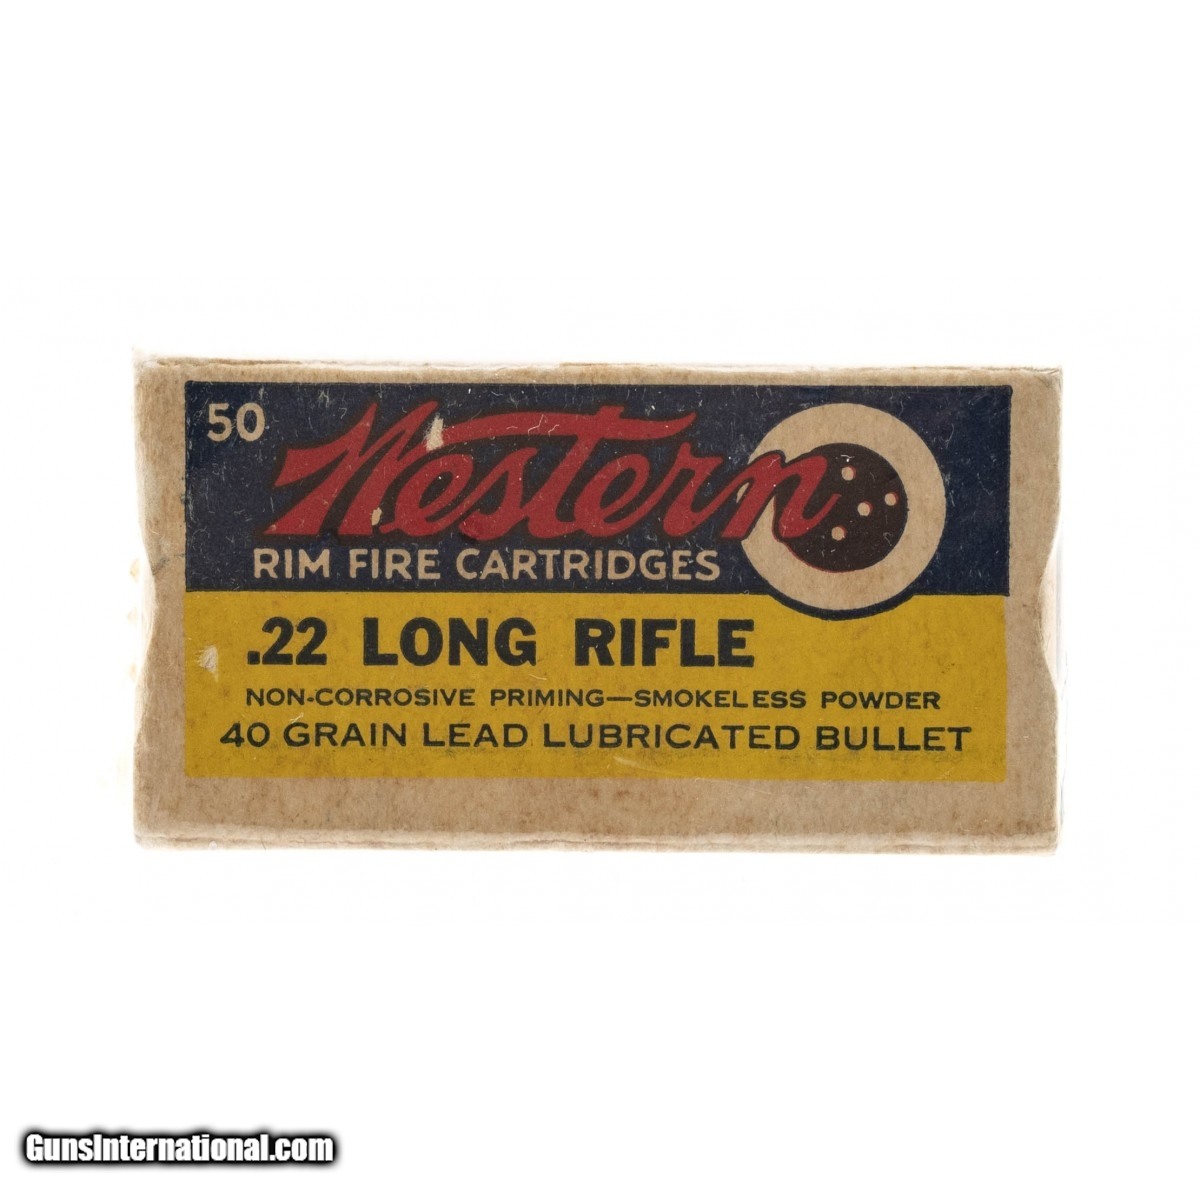 50
Western
RIM FIRE CARTRIDGES
.22 LONG RIFLE
NON-CORROSIVE PRIMING—SMOKELESS POWDER
40 GRAIN LEAD LUBRICATED BULLET
GunsInternational.com